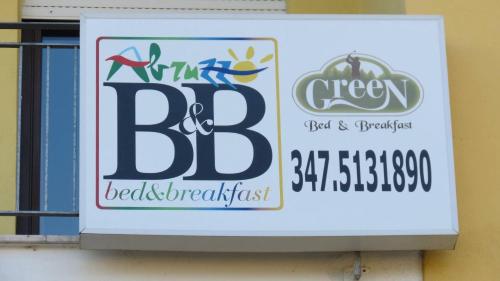 Abruzzo
B&B
bed&breakfast
Green
Bed & Breakfast
347.5131890